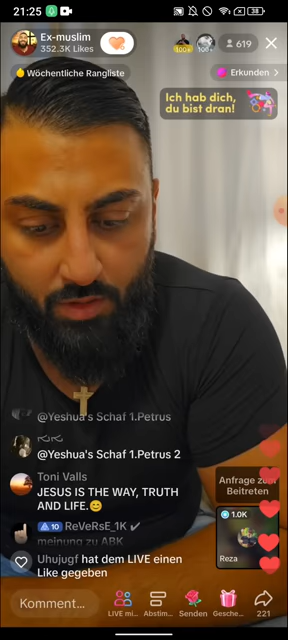 21:25
38
Ex-muslim
352.3K Likes
100+
100+
619
Wöchentliche Rangliste
Erkunden >
Ich hab dich,
du bist dran!
@Yeshua's Schaf 1.Petrus
@Yeshua's Schaf 1.Petrus 2
Toni Valls
JESUS IS THE WAY, TRUTH
AND LIFE.😊
10 ReVeRsE_1K ✓
meinung zu ABK
Uhujugf hat dem LIVE einen
Like gegeben
Anfrage zum
Beitreten
1.0K
Reza
Komment...
LIVE mi...
Abstim...
Senden
Gesche...
221